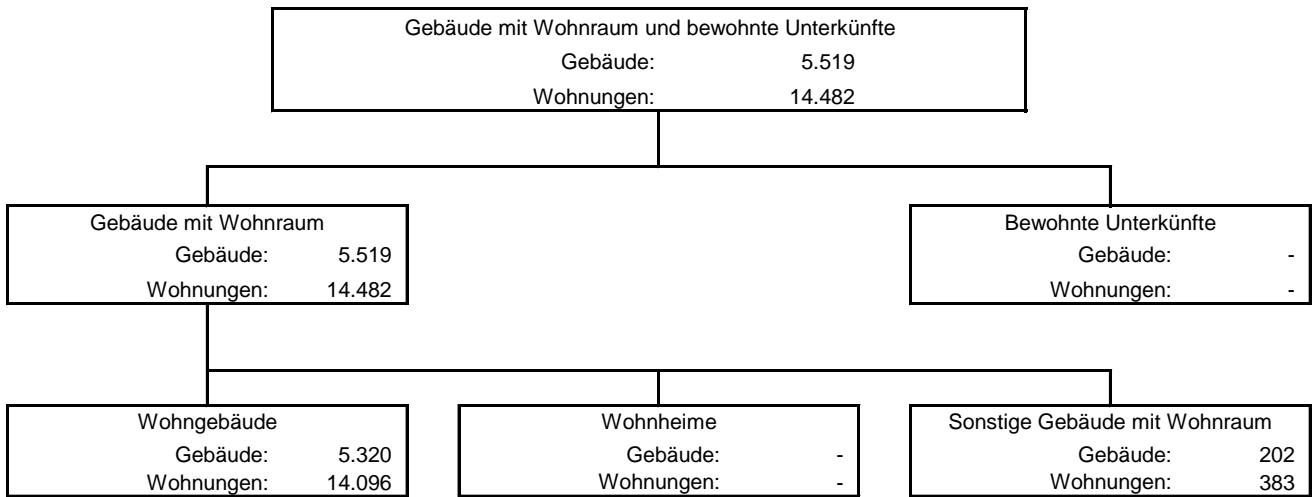 Gebäude mit Wohnraum und bewohnte Unterkünfte
Gebäude: 5.519
Wohnungen: 14.482
Gebäude mit Wohnraum
Gebäude: 5.519
Wohnungen: 14.482
Bewohnte Unterkünfte
Gebäude: -
Wohnungen: -
Wohngebäude
Gebäude: 5.320
Wohnungen: 14.096
Wohnheime
Gebäude: -
Wohnungen: -
Sonstige Gebäude mit Wohnraum
Gebäude: 202
Wohnungen: 383